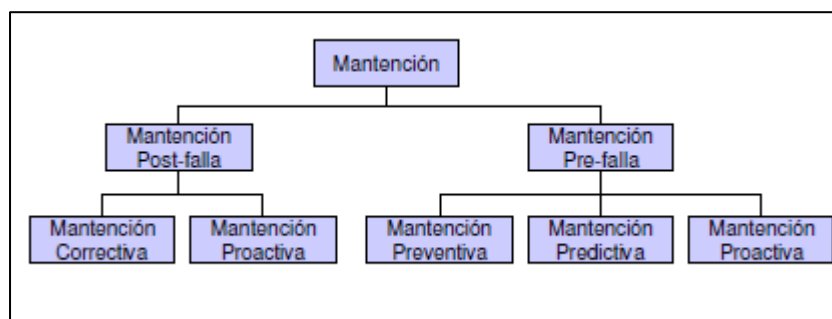 Mantención
Mantención
Post-falla
Mantención
Pre-falla
Mantención
Correctiva
Mantención
Proactiva
Mantención
Preventiva
Mantención
Predictiva
Mantención
Proactiva